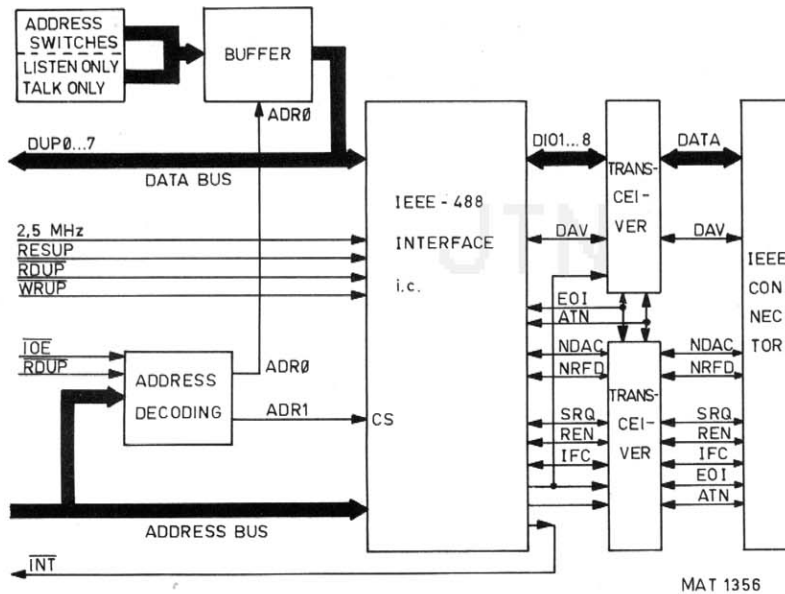 ADDRESS
SWITCHES
LISTEN ONLY
TALK ONLY
BUFFER
ADRØ
DUPØ...7
DATA BUS
DIO1...8
DATA
TRANS-
CEI-
VER
IEEE-488
INTERFACE
i.c.
2,5 MHz
RESUP
RDUP
WRUP
DAV
DAV
IEEE
CON
NEC
TOR
EOI
ATN
IOE
RDUP
ADDRESS
DECODING
ADRØ
ADR1
CS
NDAC
NRFD
SRQ
REN
IFC
TRANS-
CEI-
VER
NDAC
NRFD
SRQ
REN
IFC
EOI
ATN
ADDRESS BUS
INT
MAT 1356
UTN